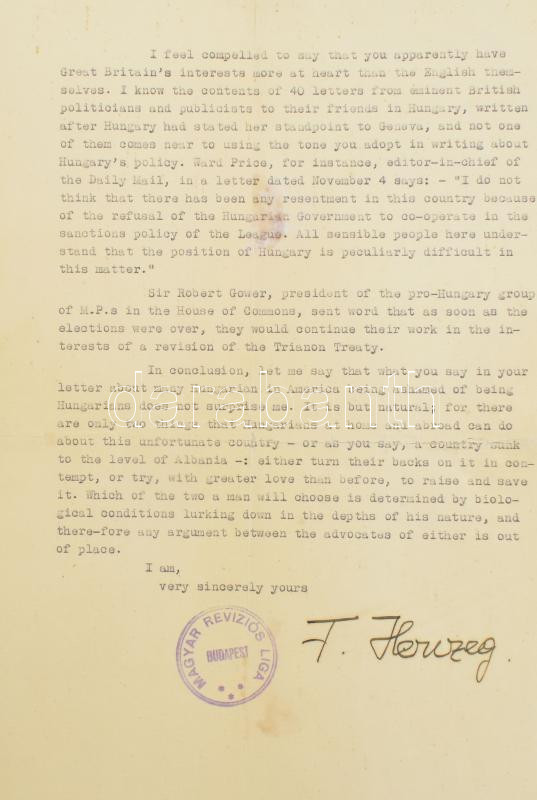 I feel compelled to say that you apparently have
Great Britain's interests more at heart than the English them-
selves. I know the contents of 40 letters from eminent British
politicians and publicists to their friends in Hungary, written
after Hungary had stated her standpoint to Geneva, and not one
of them comes near to using the tone you adopt in writing about
Hungary's policy. Ward Price, for instance, editor-in-chief of
the Daily Mail, in a letter dated November 4 says: - "I do not
think that there has been any resentment in this country because
of the refusal of the Hungarian Government to co-operate in the
sanctions policy of the League. All sensible people here under-
stand that the position of Hungary is peculiarly difficult in
this matter."
Sir Robert Gower, president of the pro-Hungary group
of M.P.s in the House of Commons, sent word that as soon as the
elections were over, they would continue their work in the in-
terests of a revision of the Trianon Treaty.
In conclusion, let me say that what you say in your
letter about many Hungarian in America being ashamed of being
Hungarians does not surprise me. It is but natural; for there
are only two things that Hungarians at home and abroad can do
about this unfortunate country - or as you say, a country sunk
to the level of Albania -: either turn their backs on it in con-
tempt, or try, with greater love than before, to raise and save
it. Which of the two a man will choose is determined by biolo-
gical conditions lurking down in the depths of his nature, and
there-fore any argument between the advocates of either is out
of place.
I am,
very sincerely yours
MAGYAR REVIZIÓS LIGA
BUDAPEST
F. Herczeg.
darabanth